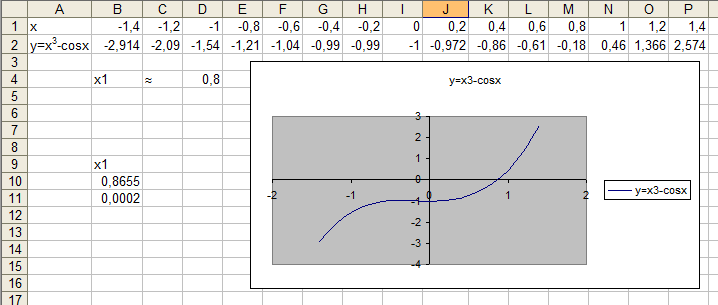 A B C D E F G H I J K L M N O P
1 x -1,4 -1,2 -1 -0,8 -0,6 -0,4 -0,2 0 0,2 0,4 0,6 0,8 1 1,2 1,4
2 y=x³-cosx -2,914 -2,09 -1,54 -1,21 -1,04 -0,99 -0,99 -1 -0,972 -0,86 -0,61 -0,18 0,46 1,366 2,574
3
4 x1 ≈ 0,8
5
6
7
8
9 x1
10 0,8655
11 0,0002
12
13
14
15
16
17
y=x3-cosx
3
2
1
0
-1
-2
-3
-4
-2 -1 0 1 2
y=x3-cosx